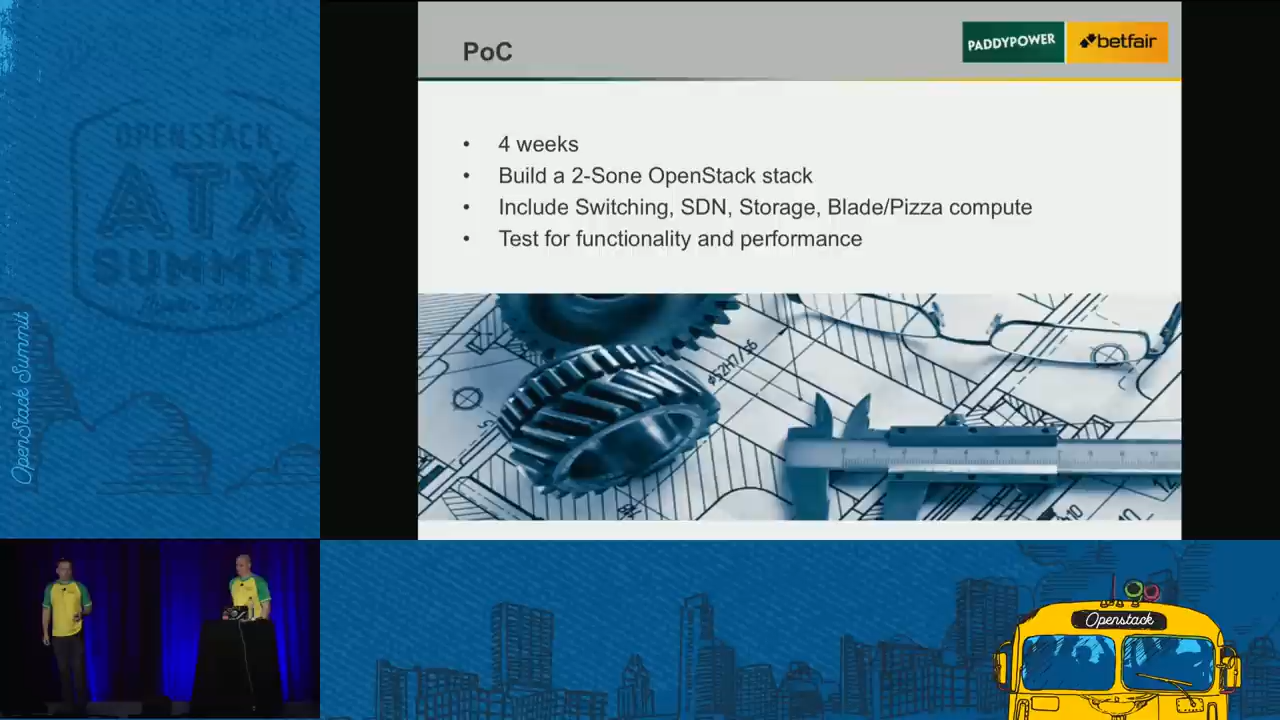 PoC
PADDYPOWER
betfair
• 4 weeks
• Build a 2-Sone OpenStack stack
• Include Switching, SDN, Storage, Blade/Pizza compute
• Test for functionality and performance
OPENSTACK
ATX
SUMMIT
OpenStack Summit
Openstack